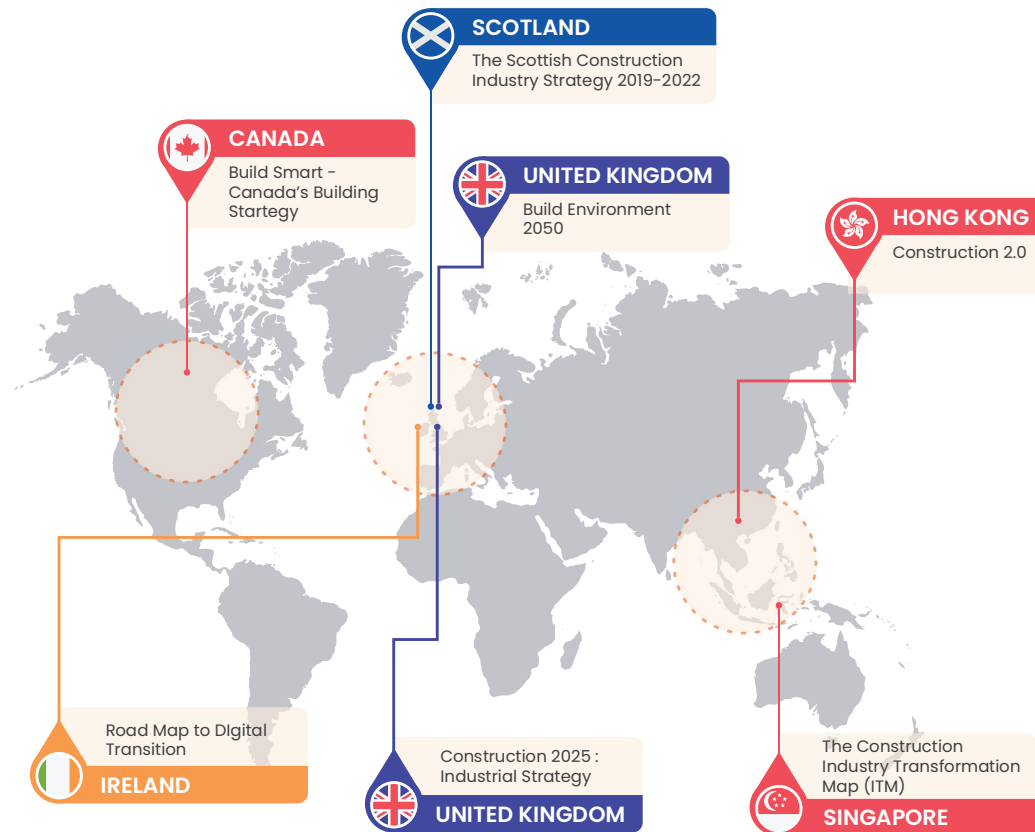 SCOTLAND
The Scottish Construction
Industry Strategy 2019-2022
CANADA
Build Smart -
Canada's Building
Startegy
UNITED KINGDOM
Build Environment
2050
HONG KONG
Construction 2.0
Road Map to DIgital
Transition
IRELAND
Construction 2025 :
Industrial Strategy
UNITED KINGDOM
The Construction
Industry Transformation
Map (ITM)
SINGAPORE